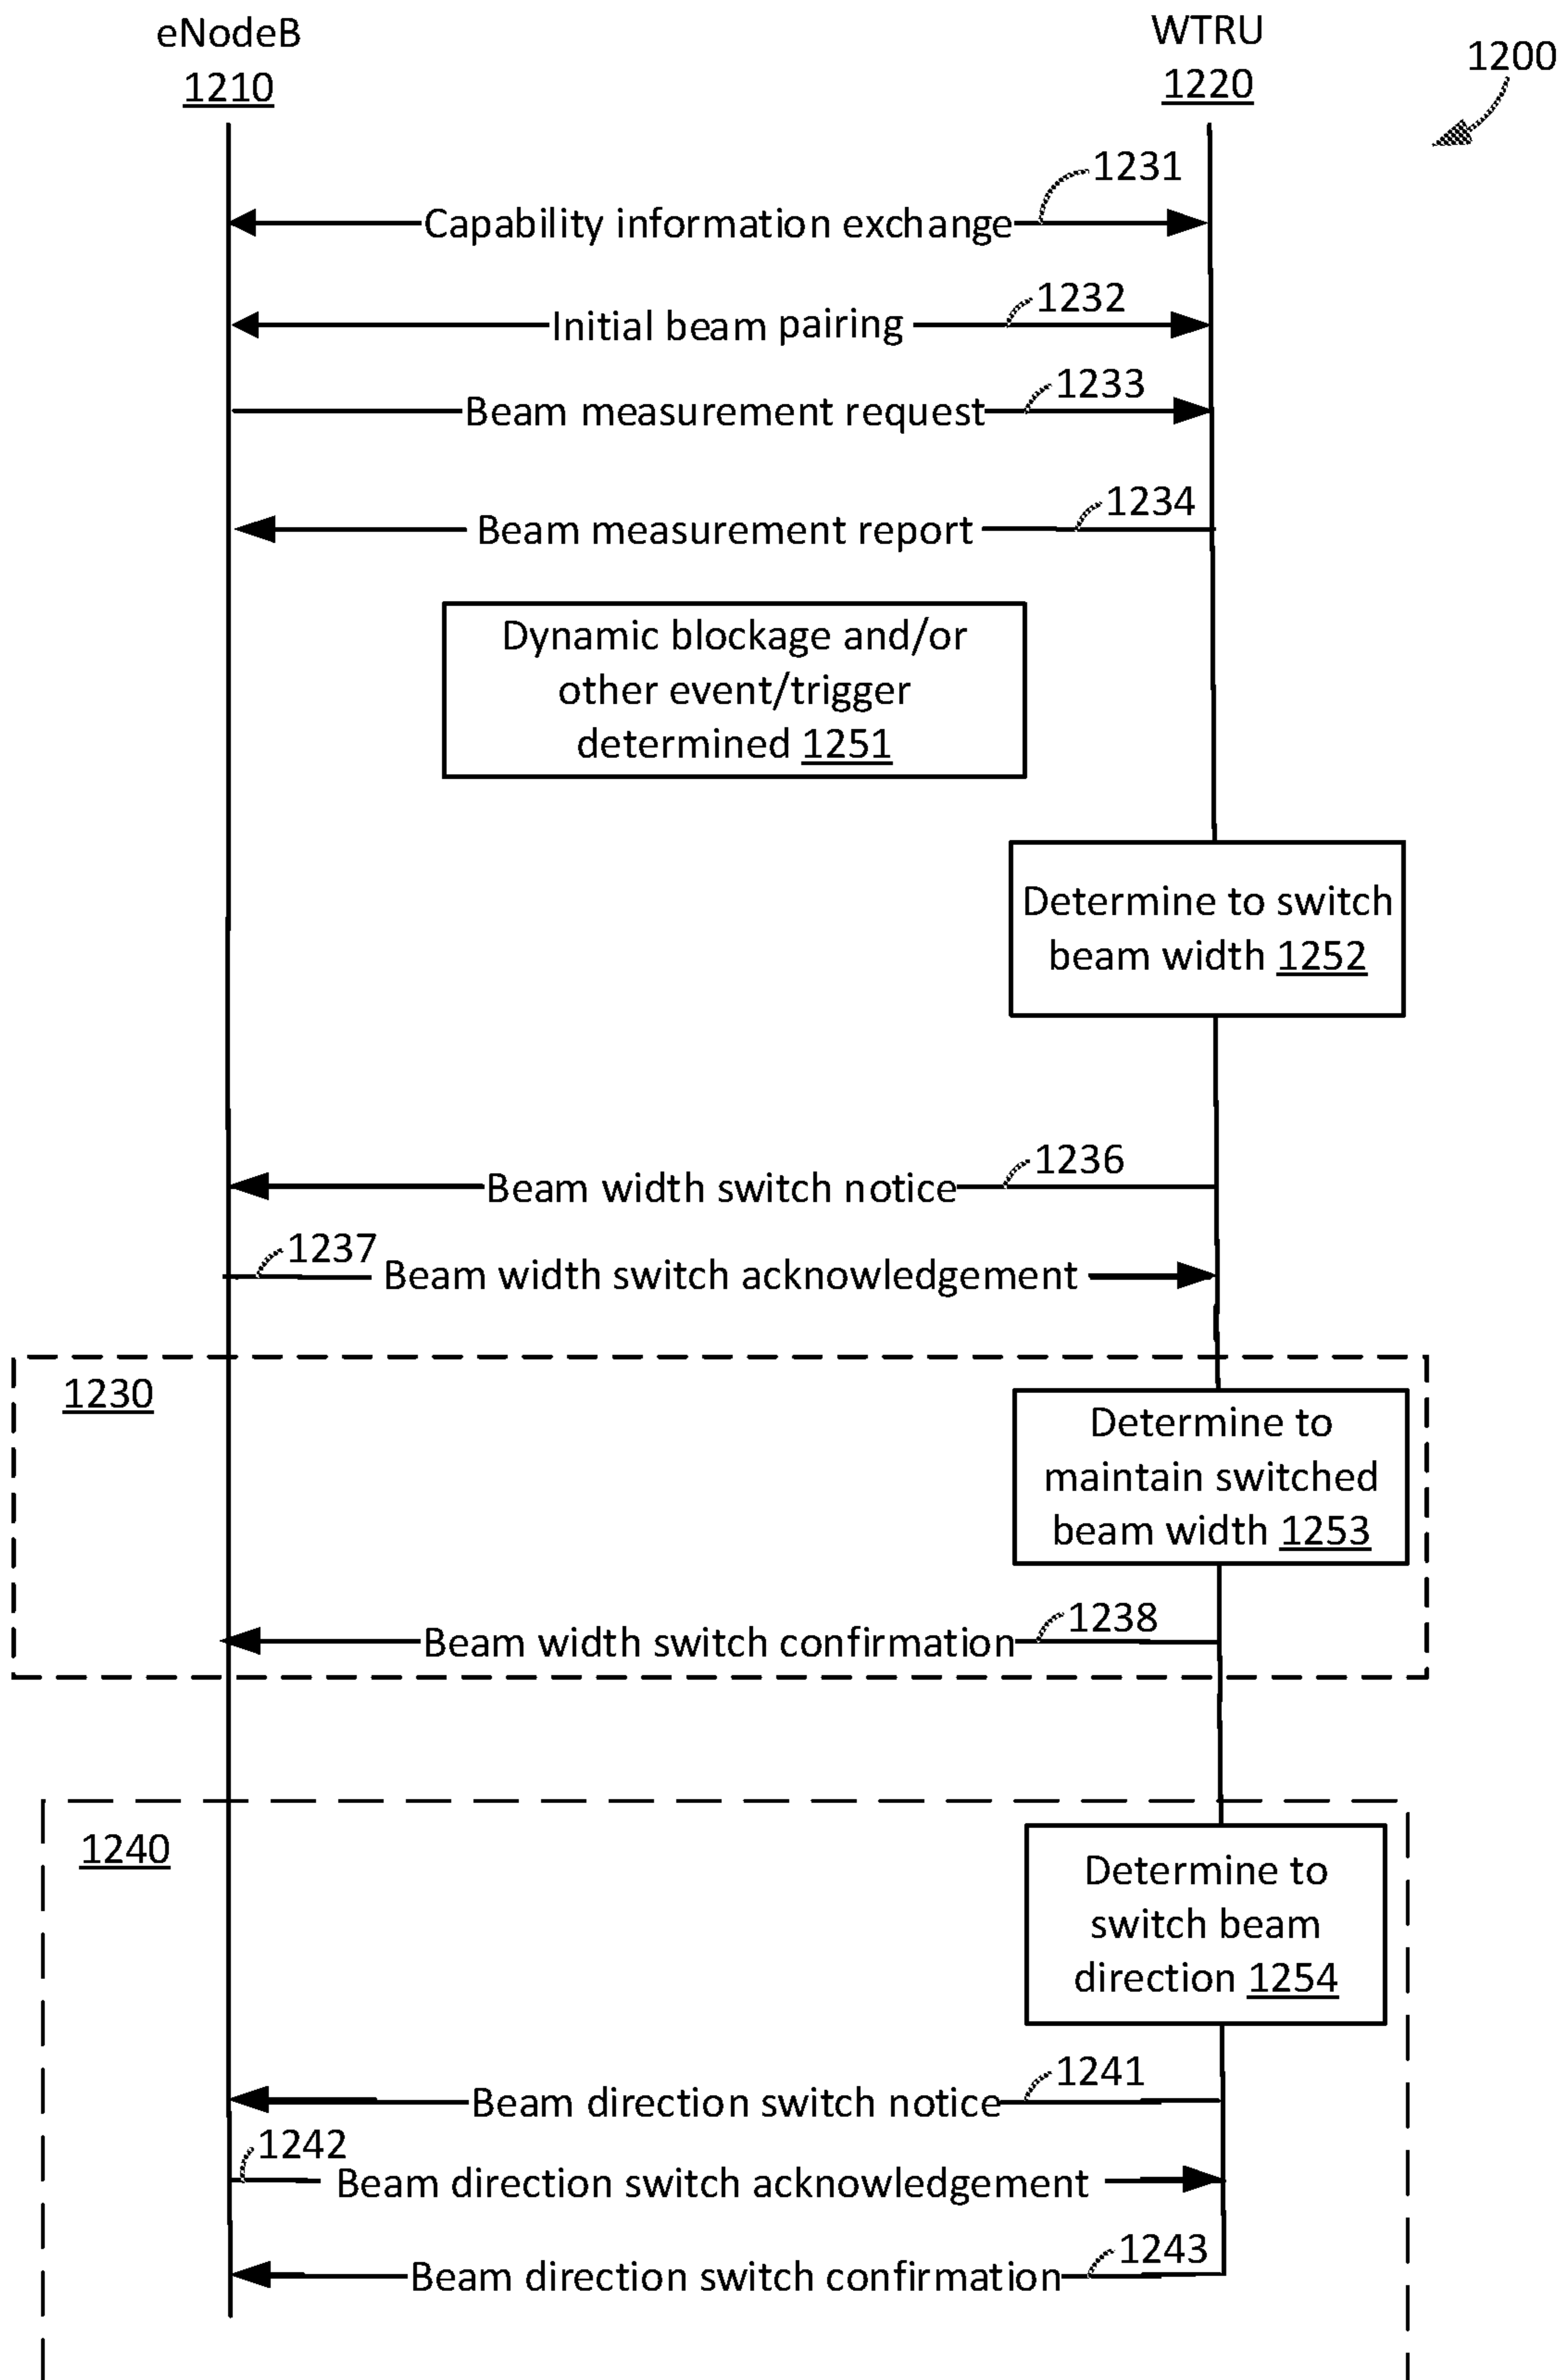 eNodeB
1210
WTRU
1220
1200
1231
Capability information exchange
1232
Initial beam pairing
1233
Beam measurement request
1234
Beam measurement report
Dynamic blockage and/or
other event/trigger
determined 1251
Determine to switch
beam width 1252
1236
Beam width switch notice
1237
Beam width switch acknowledgement
1230
Determine to
maintain switched
beam width 1253
1238
Beam width switch confirmation
1240
Determine to
switch beam
direction 1254
1241
Beam direction switch notice
1242
Beam direction switch acknowledgement
1243
Beam direction switch confirmation